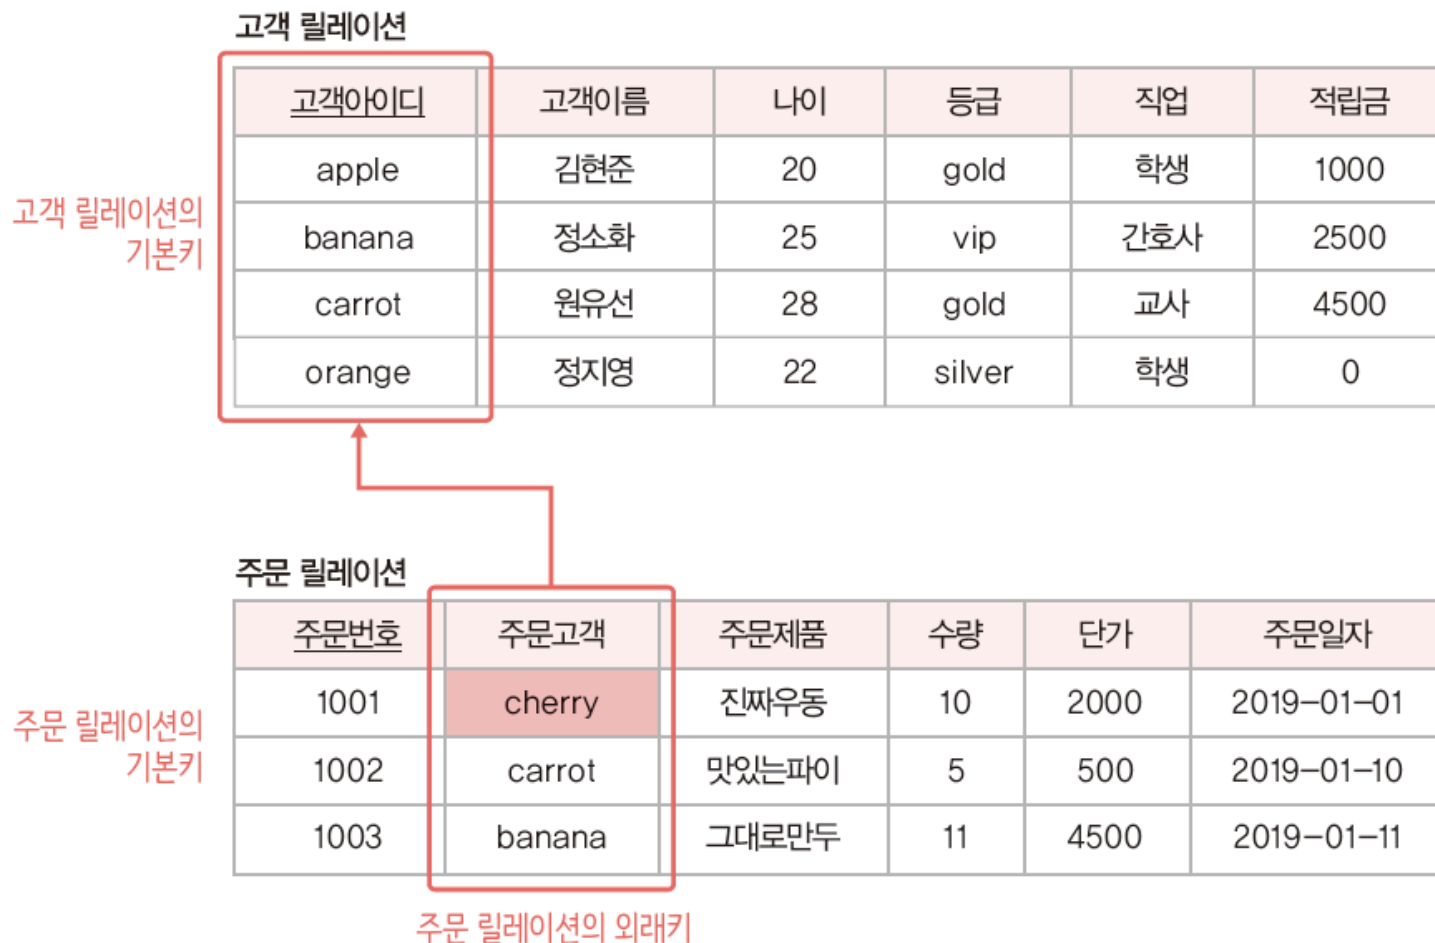 고객 릴레이션
고객아이디 고객이름 나이 등급 직업 적립금
apple 김현준 20 gold 학생 1000
고객 릴레이션의
기본키
banana 정소화 25 vip 간호사 2500
carrot 원유선 28 gold 교사 4500
orange 정지영 22 silver 학생 0
주문 릴레이션
주문번호 주문고객 주문제품 수량 단가 주문일자
1001 cherry 진짜우동 10 2000 2019-01-01
주문 릴레이션의
기본키
1002 carrot 맛있는파이 5 500 2019-01-10
1003 banana 그대로만두 11 4500 2019-01-11
주문 릴레이션의 외래키